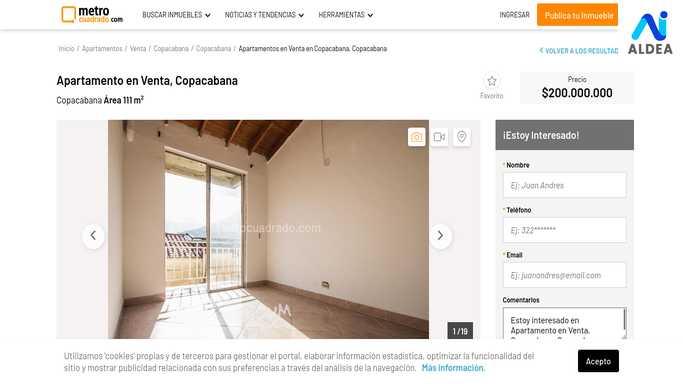 metro
cuadrado.com
BUSCAR INMUEBLES
NOTICIAS Y TENDENCIAS
HERRAMIENTAS
INGRESAR
Publica tu Inmueble
ALDEA
Inicio / Apartamentos / Venta / Copacabana / Copacabana / Apartamentos en Venta en Copacabana, Copacabana
VOLVER A LOS RESULTAD
Apartamento en Venta, Copacabana
Copacabana Área 111 m²
Favorito
Precio
$200.000.000
¡Estoy Interesado!
* Nombre
Ej: Juan Andres
* Teléfono
Ej: 322*******
* Email
Ej: juanandres@email.com
Comentarios
Estoy interesado en
Apartamento en Venta,
metrocuadrado.com
1 / 19
Utilizamos 'cookies' propias y de terceros para gestionar el portal, elaborar información estadística, optimizar la funcionalidad del
sitio y mostrar publicidad relacionada con sus preferencias a través del análisis de la navegación. Más información.
Acepto